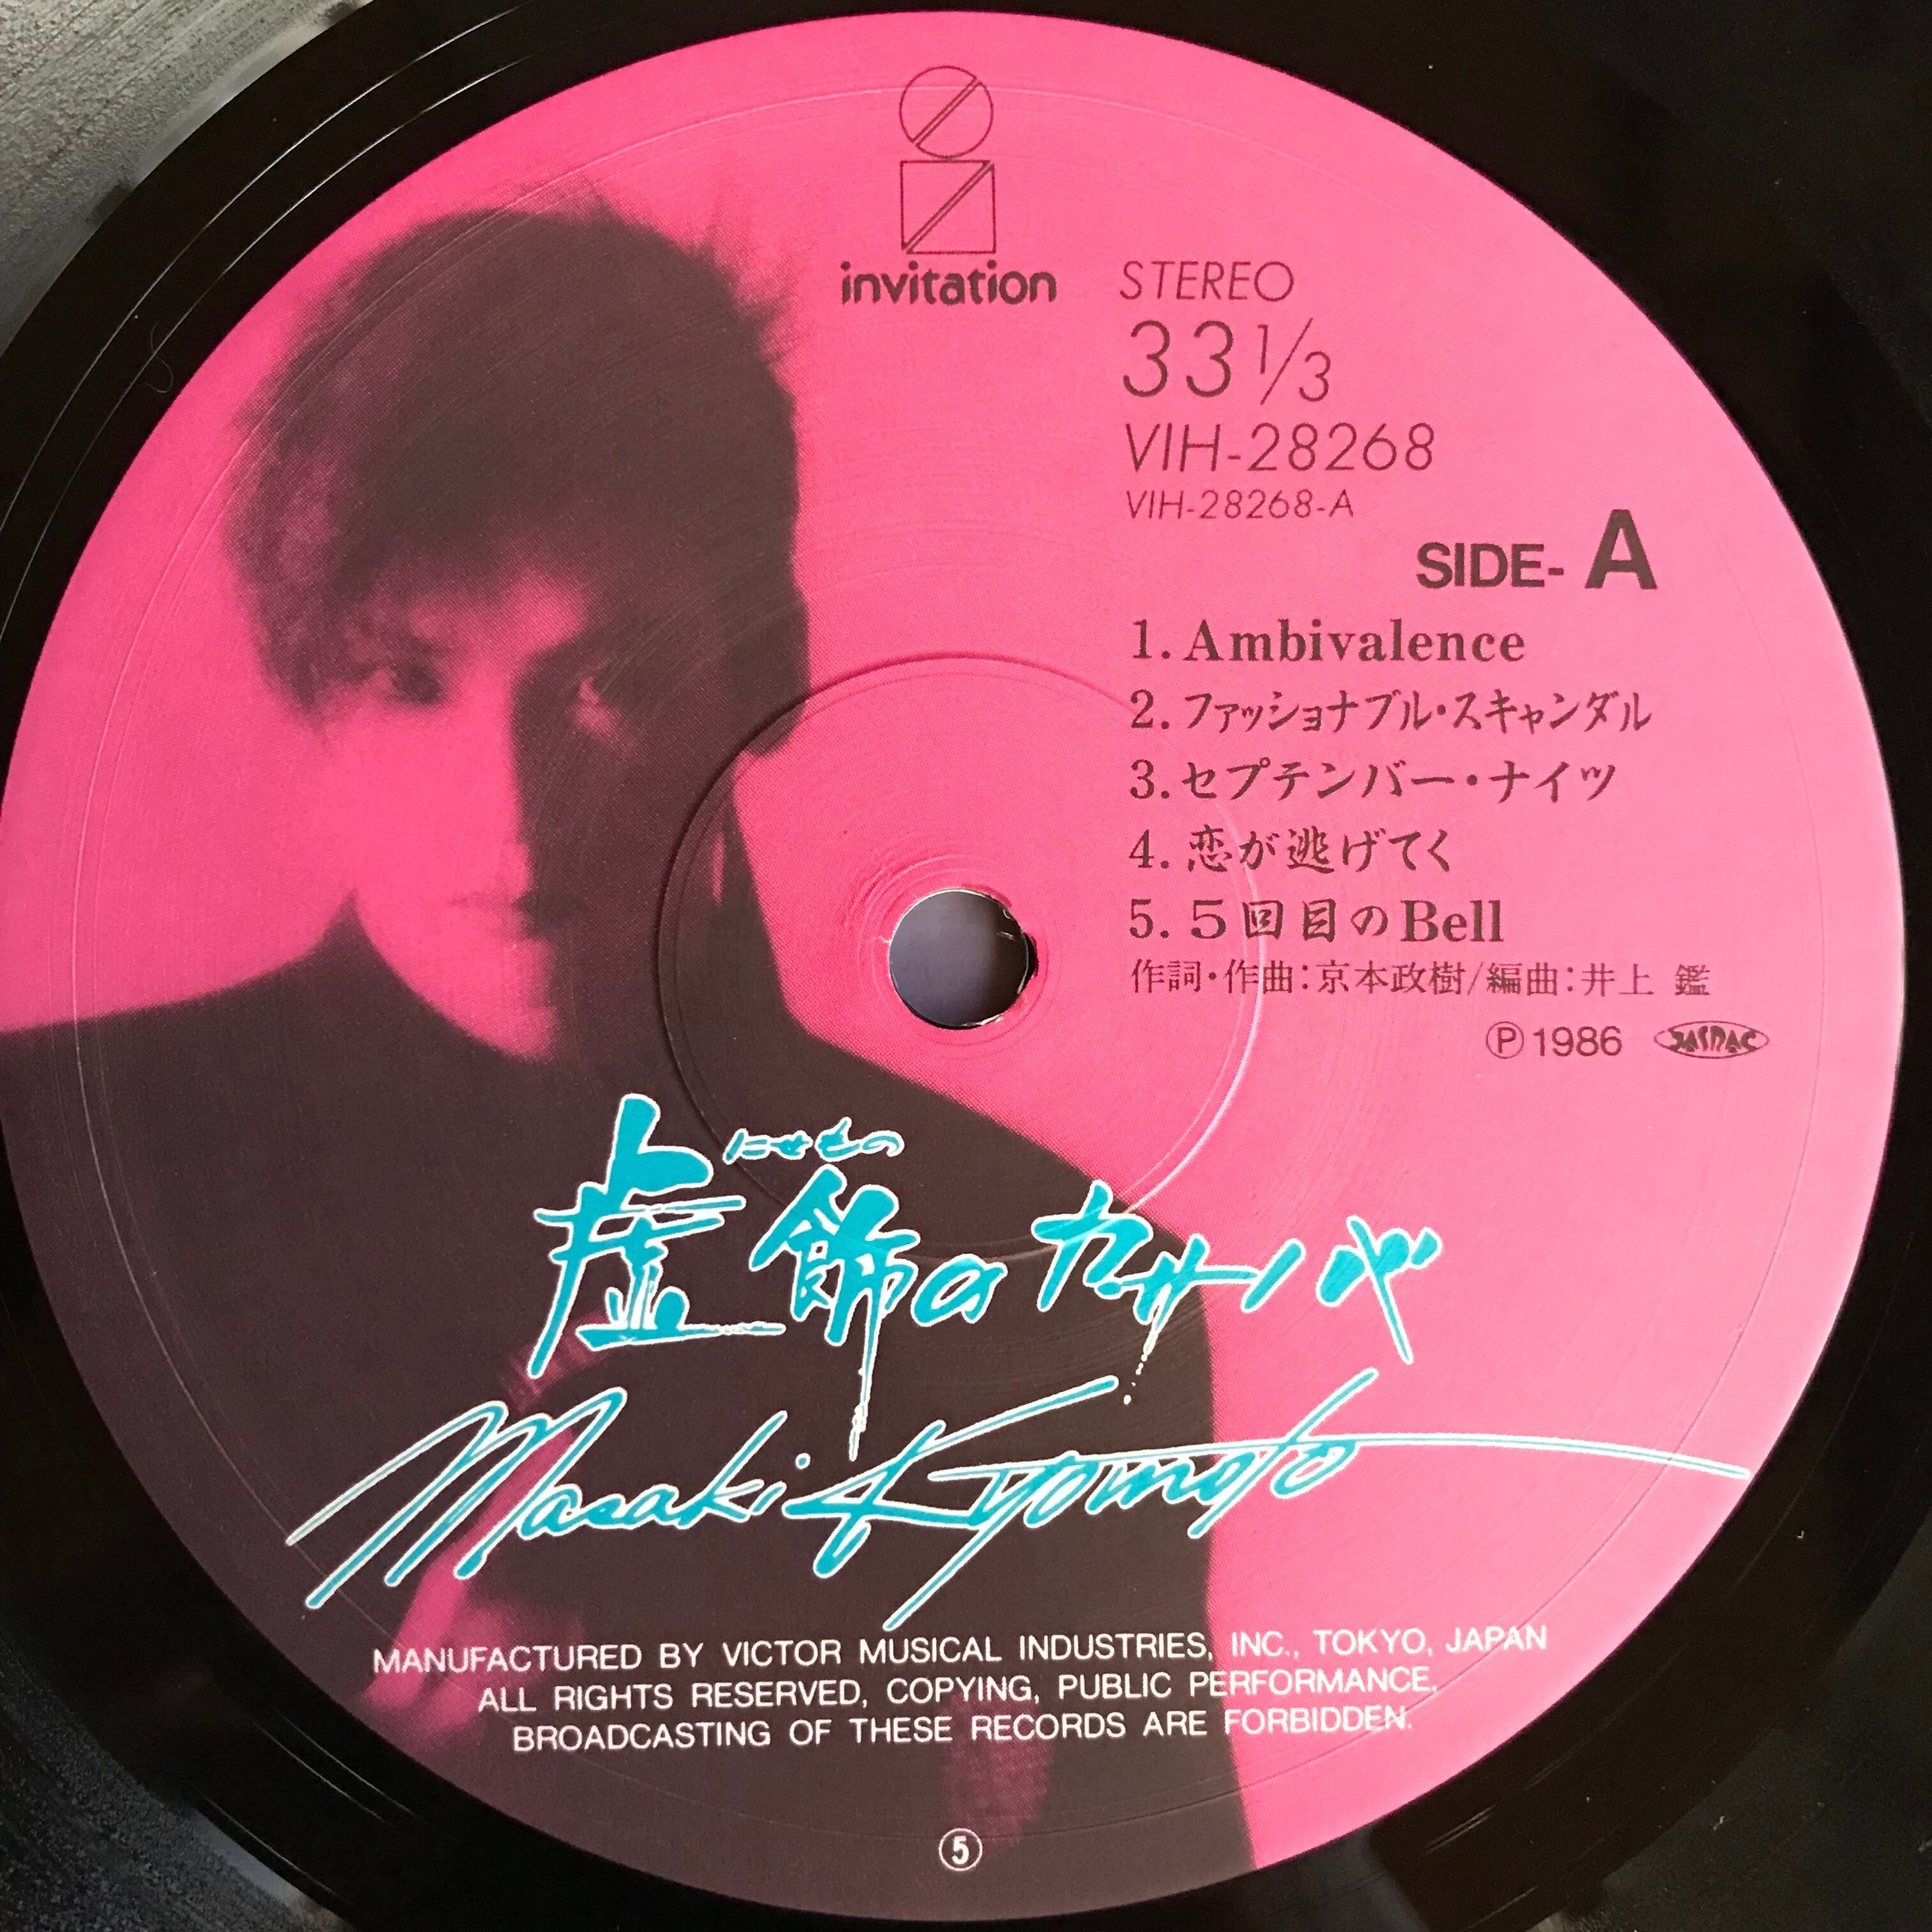 invitation
STEREO
33 1/3
VIH-28268
VIH-28268-A
SIDE- A
1. Ambivalence
2. ファッショナブル・スキャンダル
3. セプテンバー・ナイツ
4. 恋が逃げてく
5. 5回目のBell
作詞・作曲:京本政樹/編曲:井上 鑑
Ⓟ1986 JASRAC
にせもの
虚飾のカサノバ
Masaki Kyomoto
MANUFACTURED BY VICTOR MUSICAL INDUSTRIES, INC., TOKYO, JAPAN
ALL RIGHTS RESERVED, COPYING, PUBLIC PERFORMANCE,
BROADCASTING OF THESE RECORDS ARE FORBIDDEN.
⑤